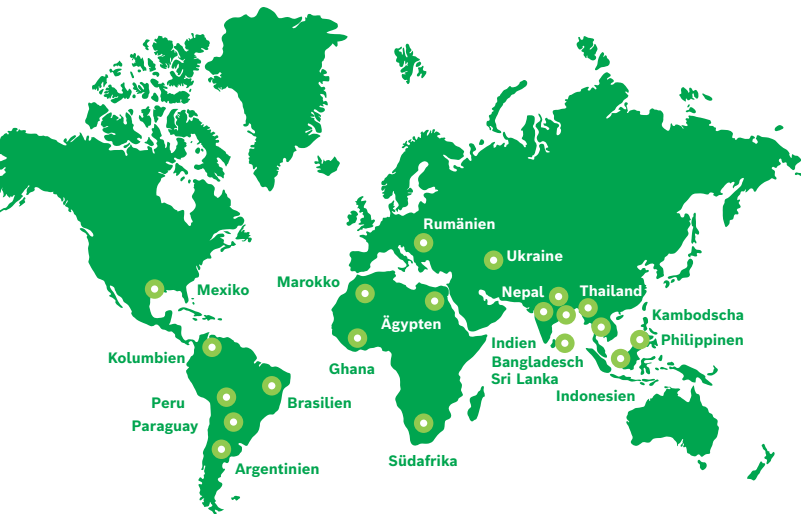 Rumänien
Ukraine
Marokko
Mexiko
Nepal
Thailand
Ägypten
Kambodscha
Indien
Philippinen
Kolumbien
Ghana
Bangladesch
Sri Lanka
Indonesien
Peru
Brasilien
Paraguay
Südafrika
Argentinien